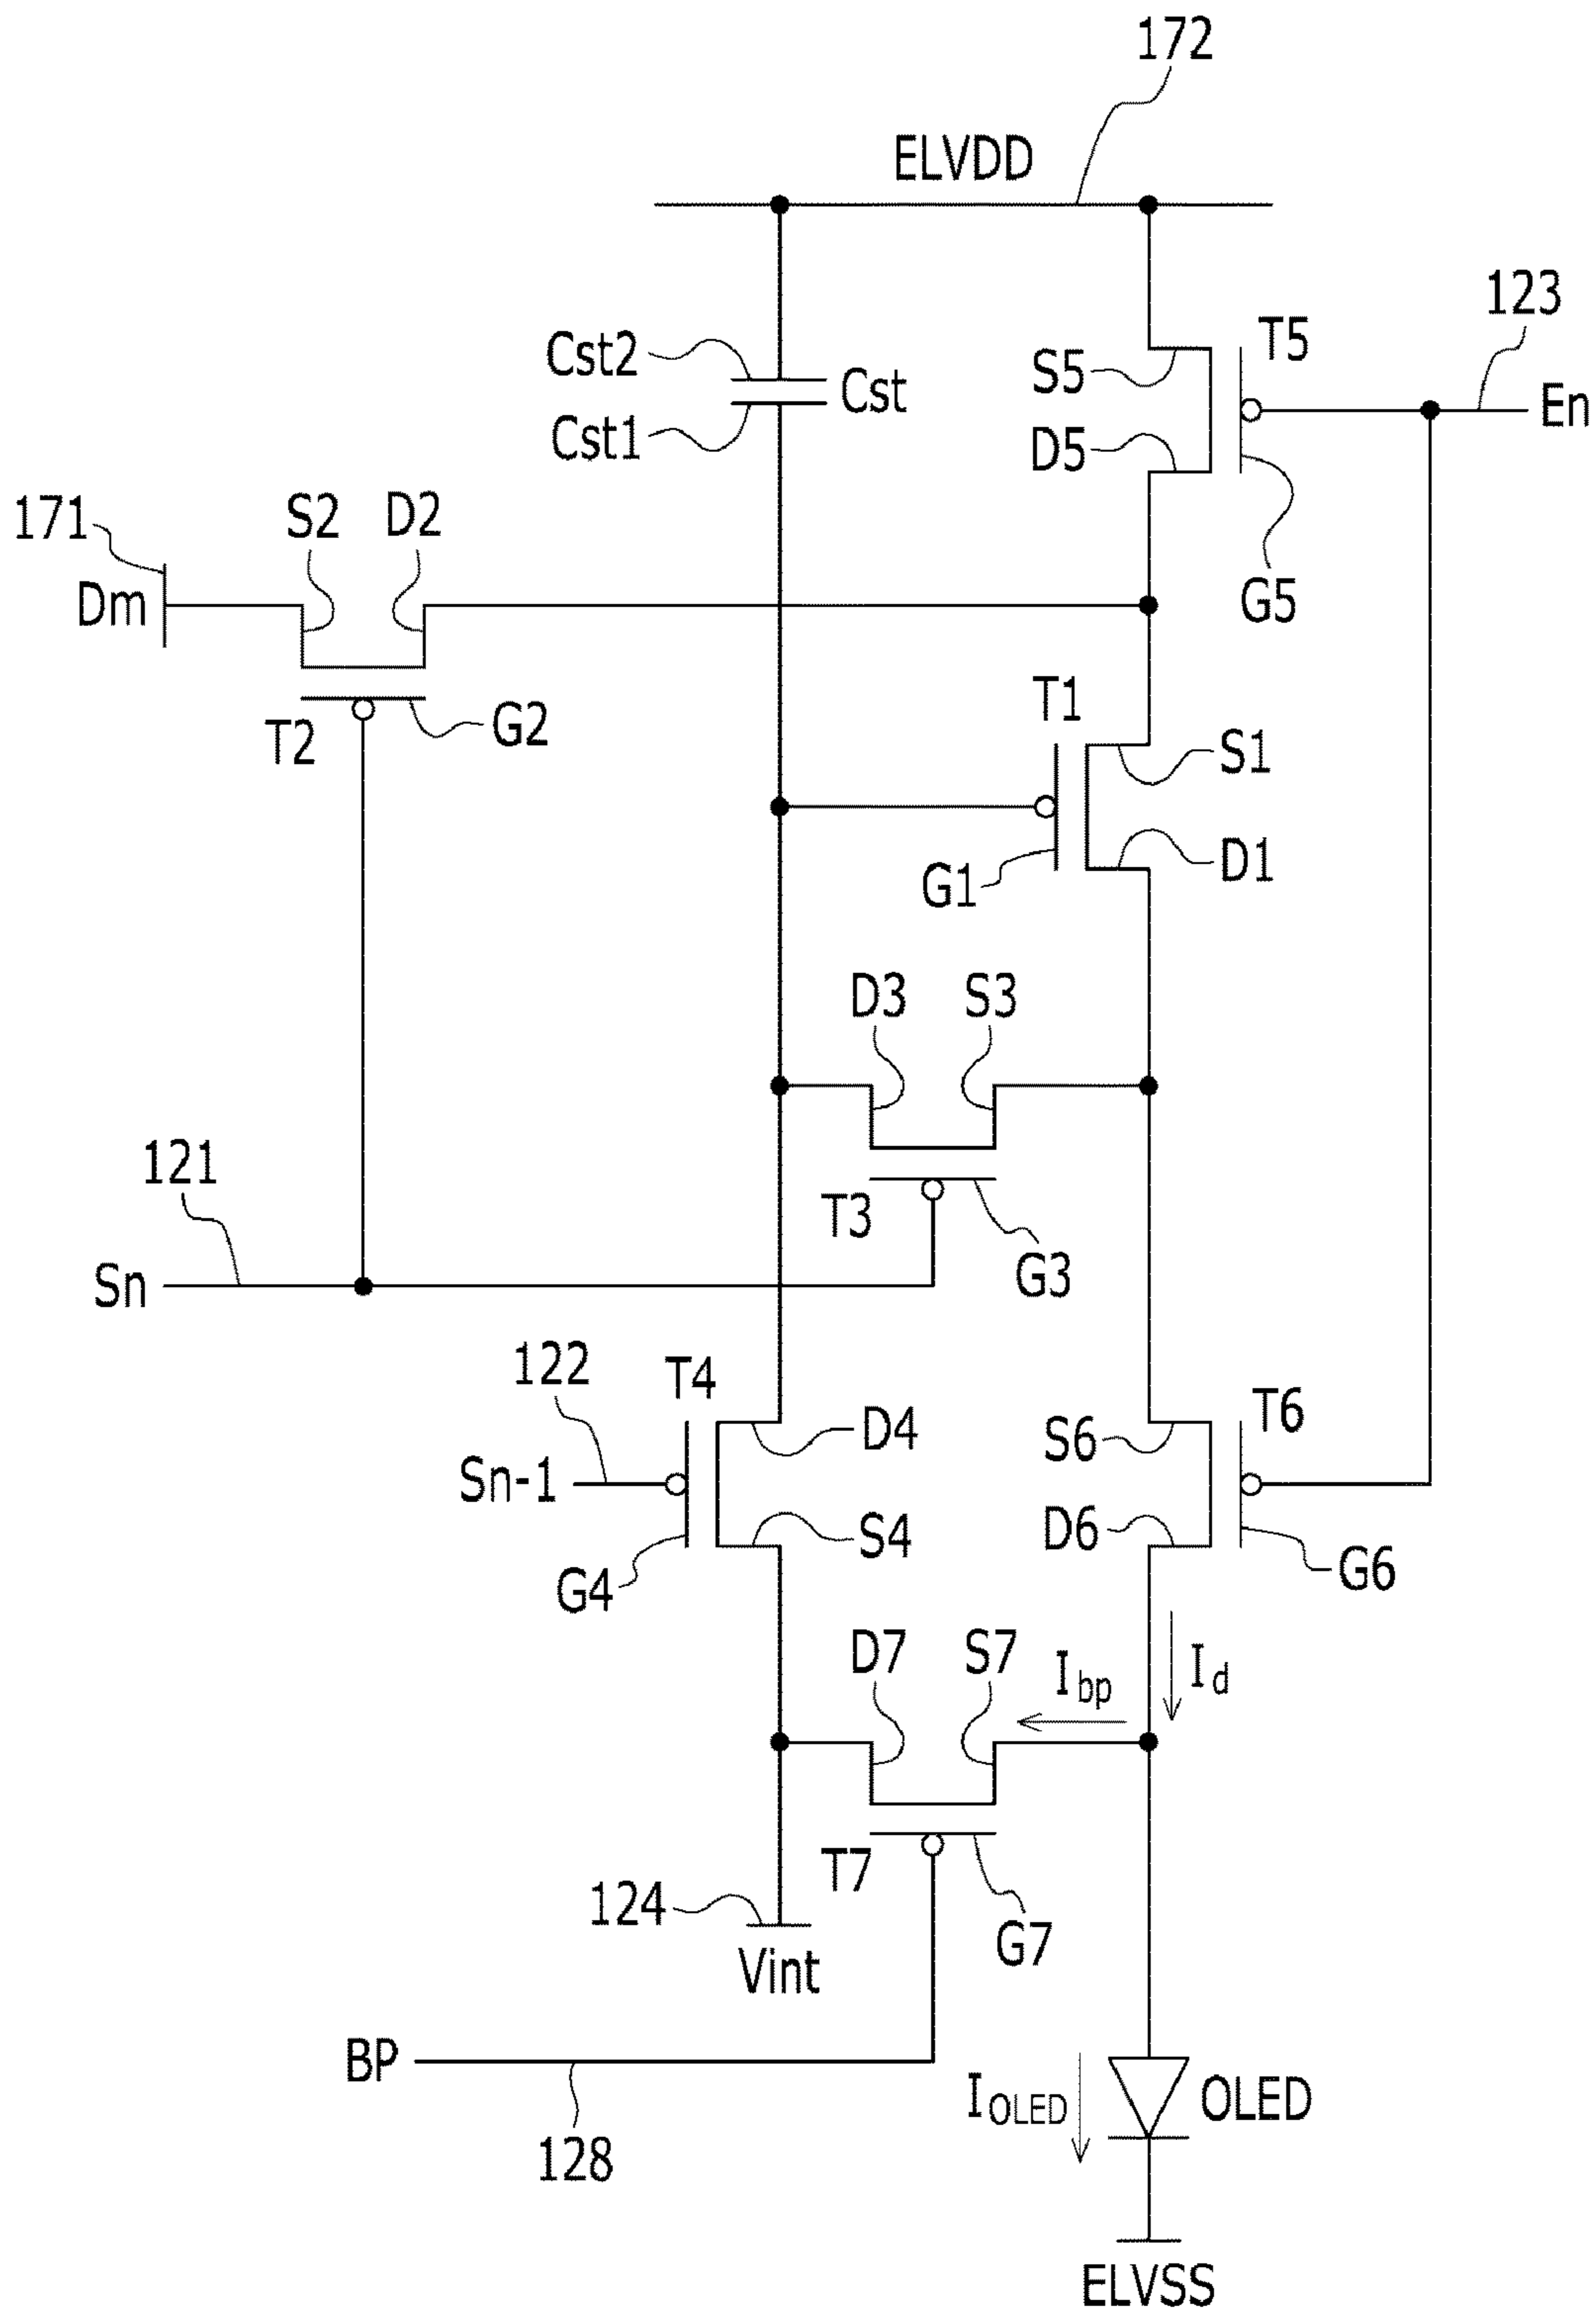 172
ELVDD
123
T5
Cst2
S5
Cst
En
Cst1
D5
171
S2
D2
Dm
G5
T1
T2
G2
S1
G1
D1
D3
S3
121
T3
G3
Sn
122
T4
T6
D4
S6
Sn-1
S4
D6
G4
G6
D7
S7
Ibp
Id
T7
124
G7
Vint
BP
IOLED
OLED
128
ELVSS